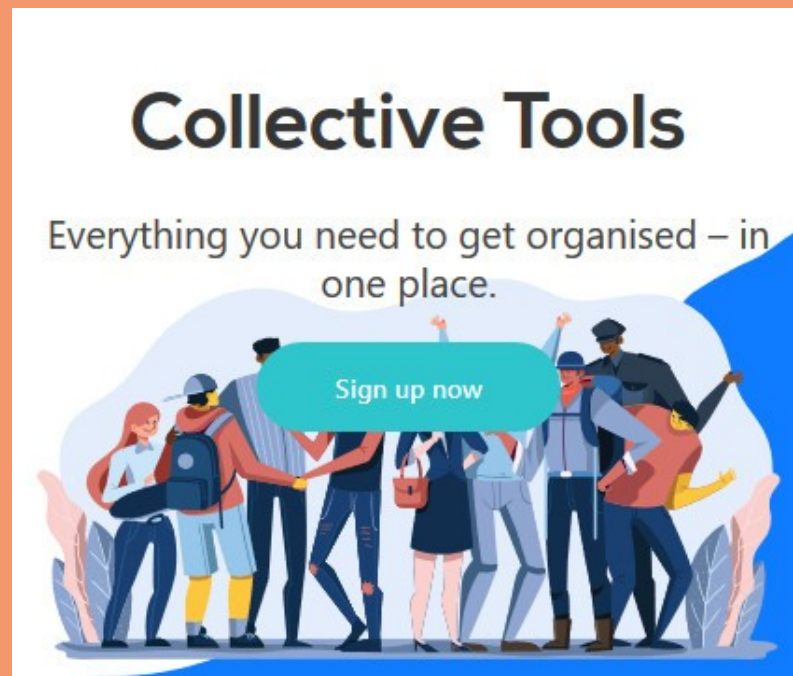 Collective Tools
Everything you need to get organised – in
one place.
Sign up now